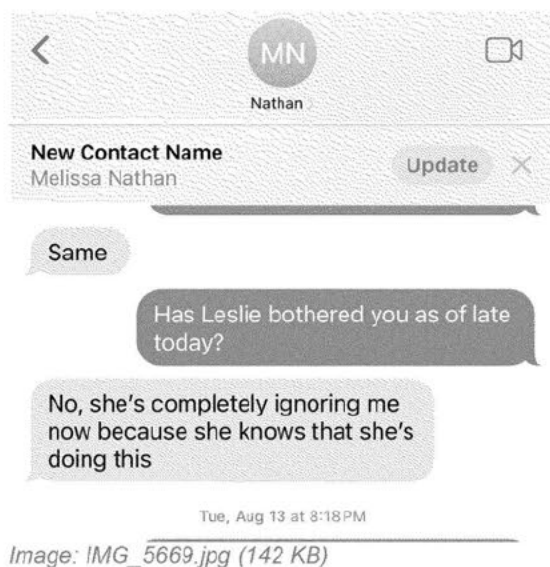 MN
Nathan
New Contact Name
Update
Melissa Nathan
Same
Has Leslie bothered you as of late
today?
No, she's completely ignoring me
now because she knows that she's
doing this
Tue, Aug 13 at 8:18 PM
Image: IMG_5669.jpg (142 KB)